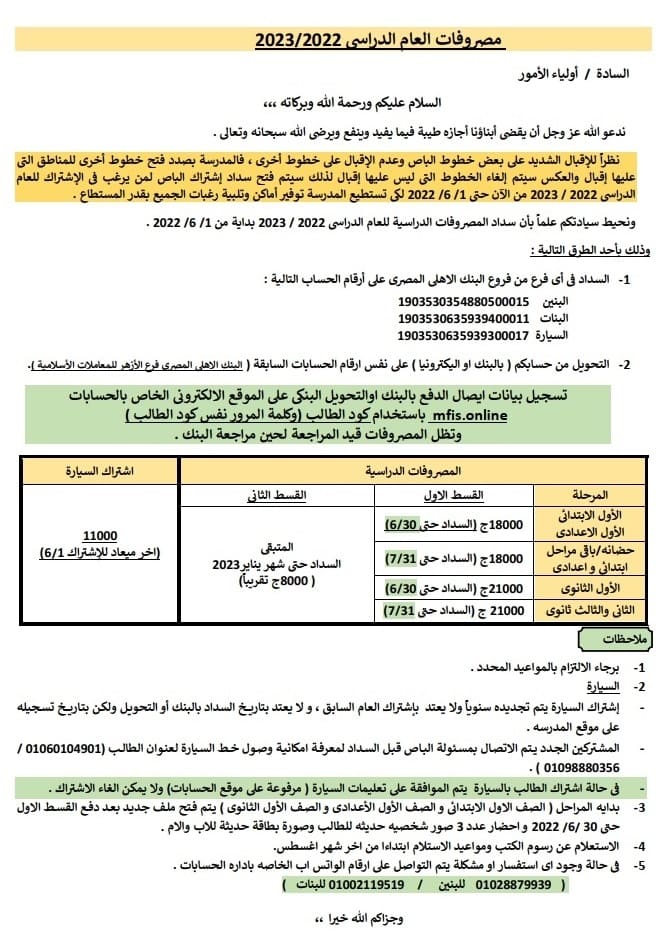 مصروفات العام الدراسى 2023/2022
السادة / أولياء الأمور
السلام عليكم ورحمة الله وبركاته ،،،
ندعو الله عز وجل أن يقضى أبناؤنا أجازه طيبة فيما يفيد وينفع ويرضى الله سبحانه وتعالى .
نظراً للإقبال الشديد على بعض خطوط الباص وعدم الإقبال على خطوط أخرى ، فالمدرسة بصدد فتح خطوط أخرى للمناطق التى
عليها إقبال والعكس سيتم إلغاء الخطوط التى ليس عليها إقبال لذلك سيتم فتح سداد إشتراك الباص لمن يرغب فى الإشتراك للعام
الدراسى 2022 / 2023 من الآن حتى 1/ 6/ 2022 لكى تستطيع المدرسة توفير أماكن وتلبية رغبات الجميع بقدر المستطاع .
ونحيط سيادتكم علماً بأن سداد المصروفات الدراسية للعام الدراسى 2022 / 2023 بداية من 1/ 6/ 2022 .
وذلك بأحد الطرق التالية :
1- السداد فى أى فرع من فروع البنك الاهلى المصرى على أرقام الحساب التالية :
البنين 1903530354880500015
البنات 1903530635939400011
السيارة 1903530635939300017
2- التحويل من حسابكم ( بالبنك او اليكترونيا ) على نفس ارقام الحسابات السابقة ( البنك الاهلى المصرى فرع الأزهر للمعاملات الأسلامية ).
تسجيل بيانات ايصال الدفع بالبنك اوالتحويل البنكى على الموقع الالكترونى الخاص بالحسابات
mfis.online باستخدام كود الطالب (وكلمة المرور نفس كود الطالب )
وتظل المصروفات قيد المراجعة لحين مراجعة البنك .
المصروفات الدراسية
اشتراك السيارة
المرحلة
القسط الاول
القسط الثانى
الأول الابتدائى
الأول الاعدادى
18000ج (السداد حتى 6/30)
حضانه/باقى مراحل
ابتدائى و اعدادى
18000ج (السداد حتى 7/31)
الأول الثانوى
21000ج (السداد حتى 6/30)
الثانى والثالث ثانوى
21000 ج (السداد حتى 7/31)
المتبقى
السداد حتى شهر يناير2023
( 8000ج تقريباً)
11000
(اخر ميعاد للإشتراك 6/1)
ملاحظات
1- برجاء الالتزام بالمواعيد المحدد .
2- السيارة
- إشتراك السيارة يتم تجديده سنوياً ولا يعتد بإشتراك العام السابق ، و لا يعتد بتاريخ السداد بالبنك أو التحويل ولكن بتاريخ تسجيله
على موقع المدرسه .
- المشتركين الجدد يتم الاتصال بمسئولة الباص قبل السداد لمعرفة امكانية وصول خط السيارة لعنوان الطالب (01060104901 /
01098880356 ) .
- فى حالة اشتراك الطالب بالسيارة يتم الموافقة على تعليمات السيارة ( مرفوعة على موقع الحسابات) ولا يمكن الغاء الاشتراك .
3- بدايه المراحل ( الصف الاول الابتدائى و الصف الأول الأعدادى و الصف الأول الثانوى ) يتم فتح ملف جديد بعد دفع القسط الاول
حتى 30 /6/ 2022 و احضار عدد 3 صور شخصيه حديثه للطالب وصورة بطاقة حديثة للاب والام .
4- الاستعلام عن رسوم الكتب ومواعيد الاستلام ابتداءا من اخر شهر اغسطس.
5- فى حالة وجود اى استفسار او مشكلة يتم التواصل على أرقام الواتس اب الخاصه باداره الحسابات .
( 01028879939 للبنين / 01002119519 للبنات )
وجزاكم الله خيرا ،،